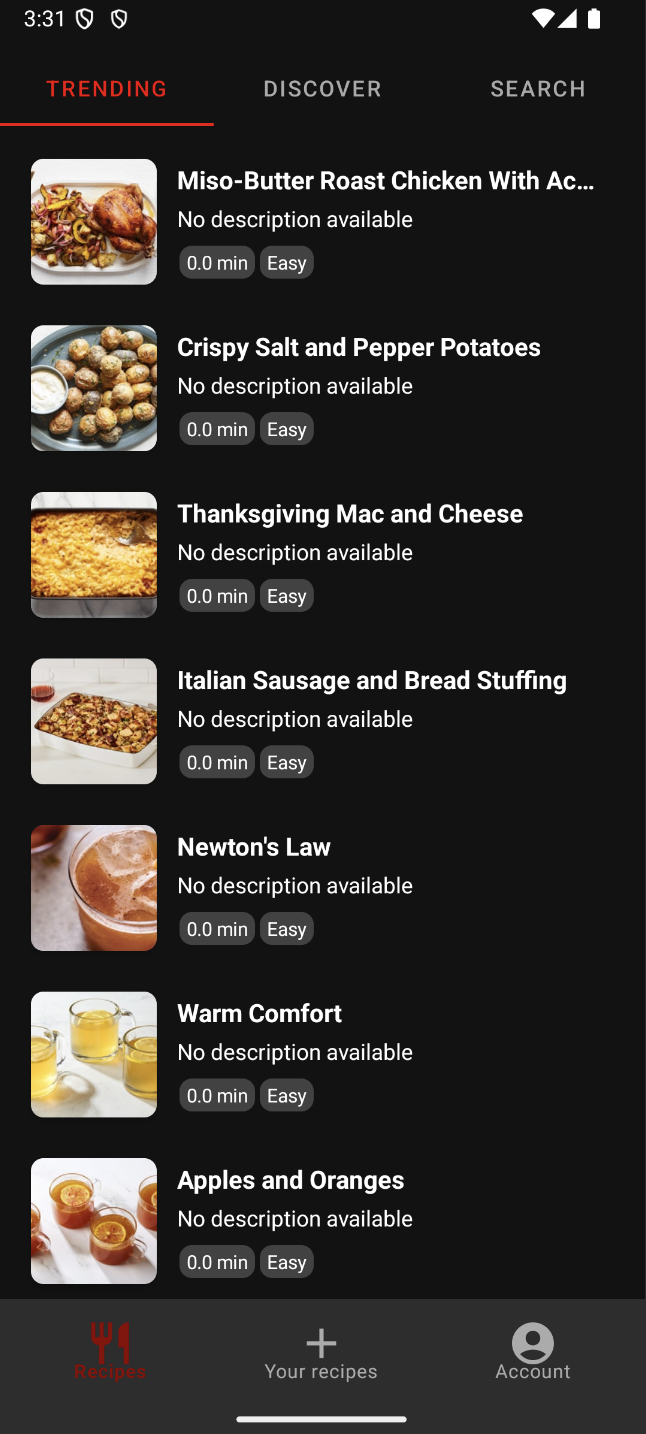 3:31
TRENDING DISCOVER SEARCH
Miso-Butter Roast Chicken With Ac...
No description available
0.0 min Easy
Crispy Salt and Pepper Potatoes
No description available
0.0 min Easy
Thanksgiving Mac and Cheese
No description available
0.0 min Easy
Italian Sausage and Bread Stuffing
No description available
0.0 min Easy
Newton's Law
No description available
0.0 min Easy
Warm Comfort
No description available
0.0 min Easy
Apples and Oranges
No description available
0.0 min Easy
Recipes Your recipes Account